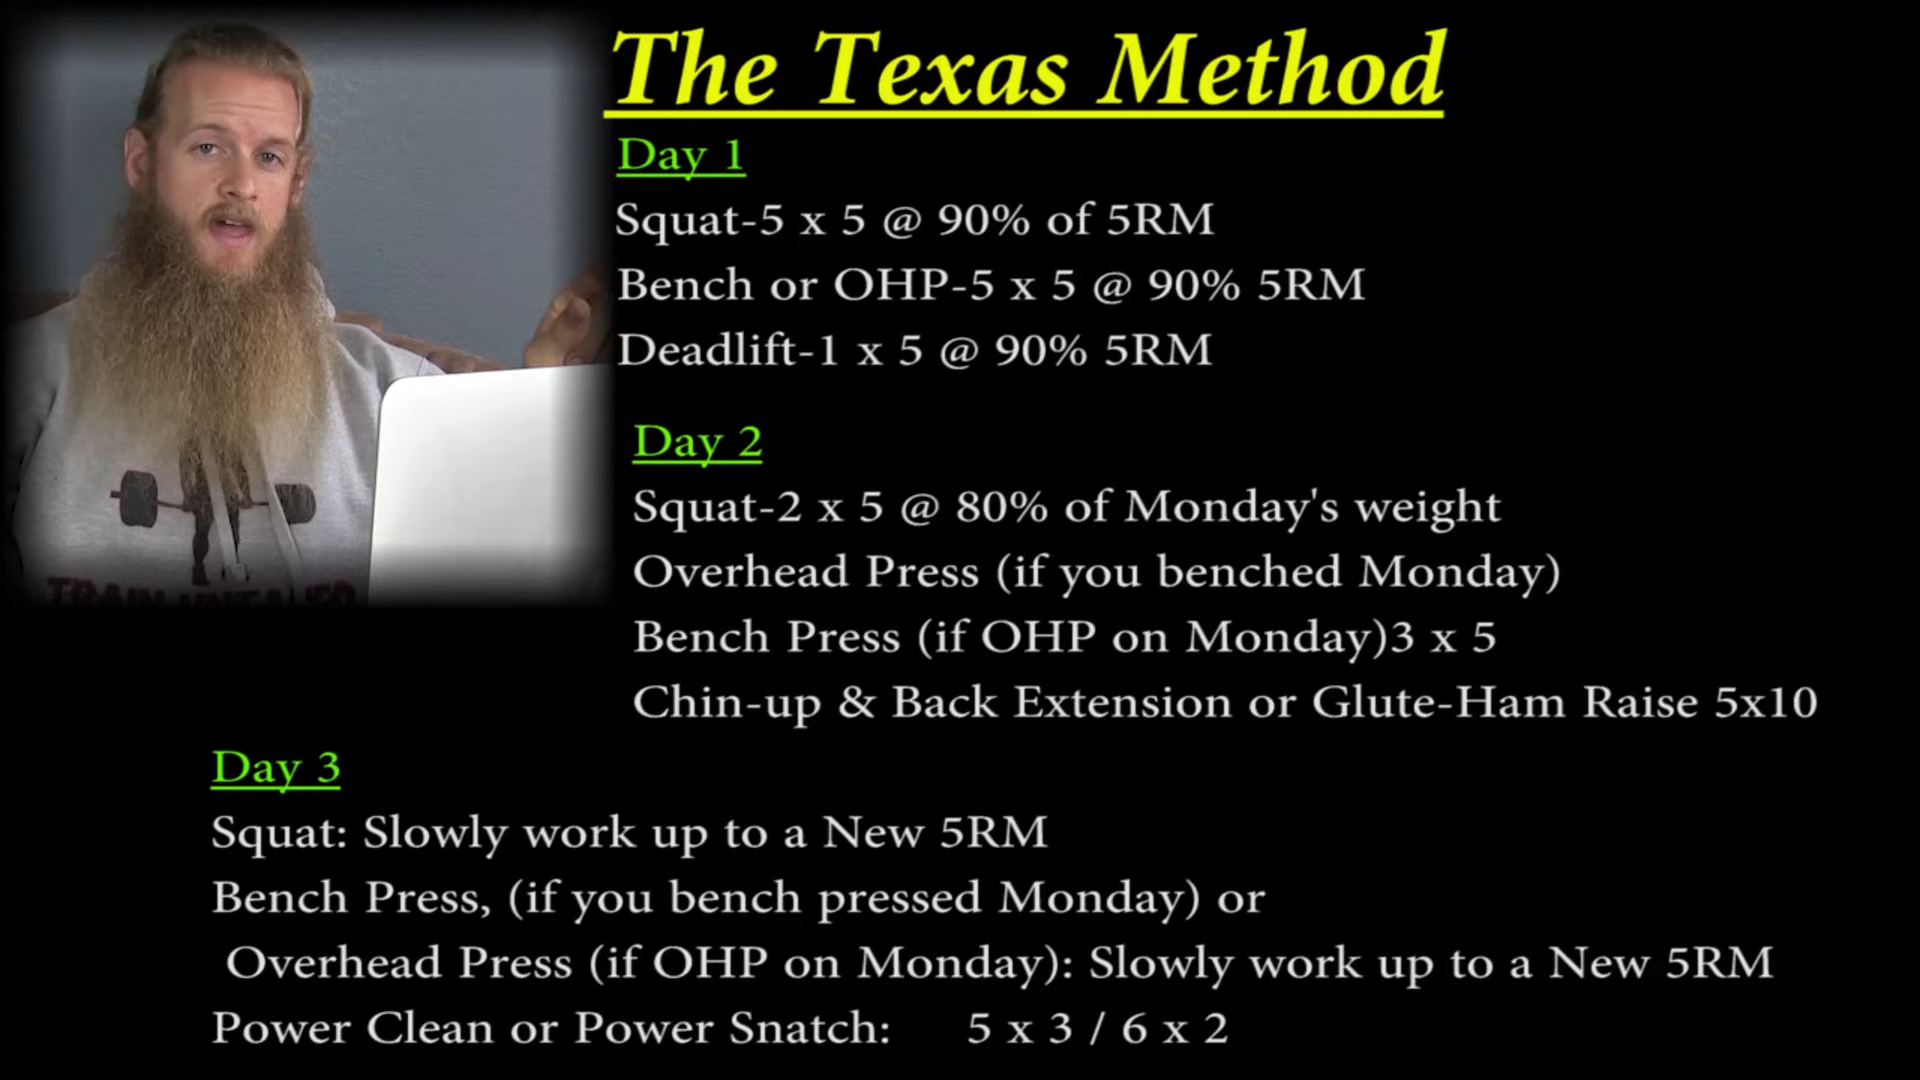 The Texas Method
Day 1
Squat-5 x 5 @ 90% of 5RM
Bench or OHP-5 x 5 @ 90% 5RM
Deadlift-1 x 5 @ 90% 5RM
Day 2
Squat-2 x 5 @ 80% of Monday's weight
Overhead Press (if you benched Monday)
Bench Press (if OHP on Monday)3 x 5
Chin-up & Back Extension or Glute-Ham Raise 5x10
Day 3
Squat: Slowly work up to a New 5RM
Bench Press, (if you bench pressed Monday) or
Overhead Press (if OHP on Monday): Slowly work up to a New 5RM
Power Clean or Power Snatch: 5 x 3 / 6 x 2
TRAIN